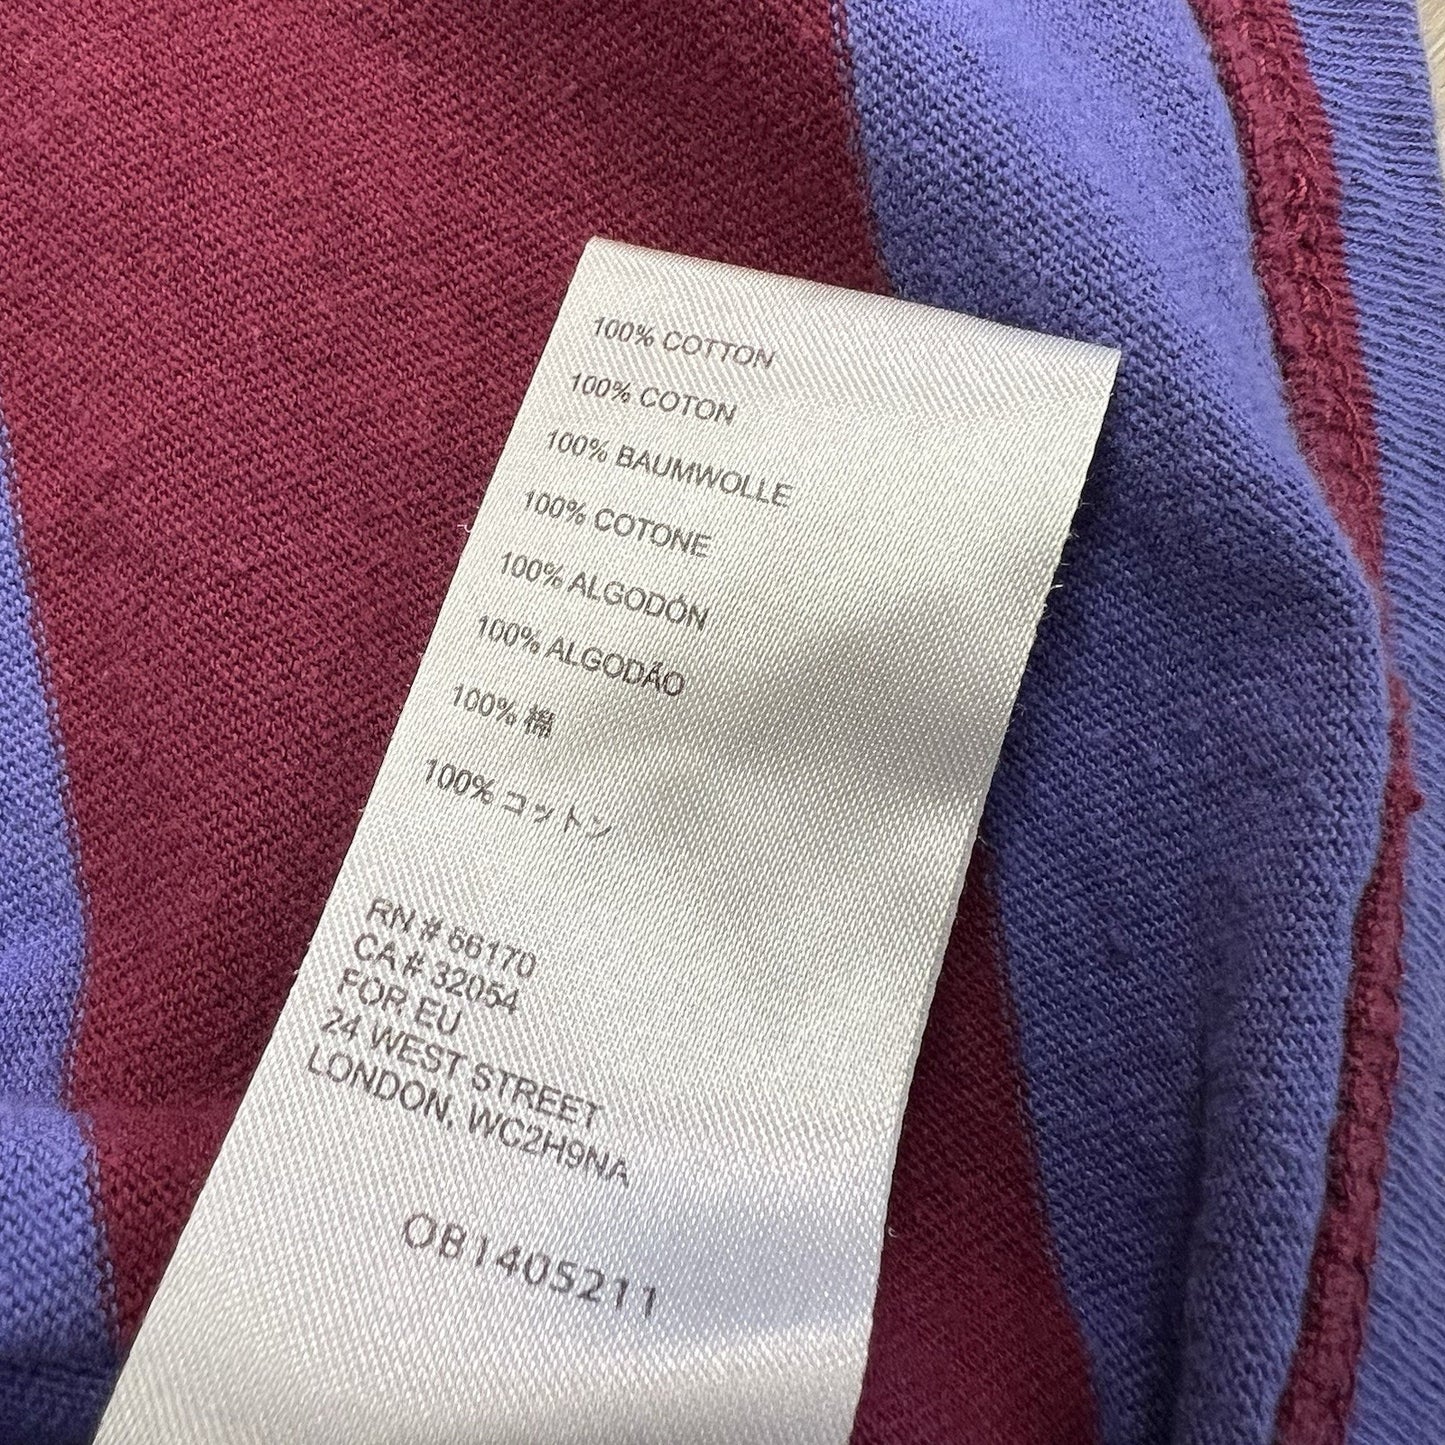 100% COTTON
100% COTON
100% BAUMWOLLE
100% COTONE
100% ALGODÓN
100% ALGODÃO
100% 棉
100% コットン
RN # 66170
CA # 32054
FOR EU
24 WEST STREET
LONDON, WC2H9NA
OB1405211